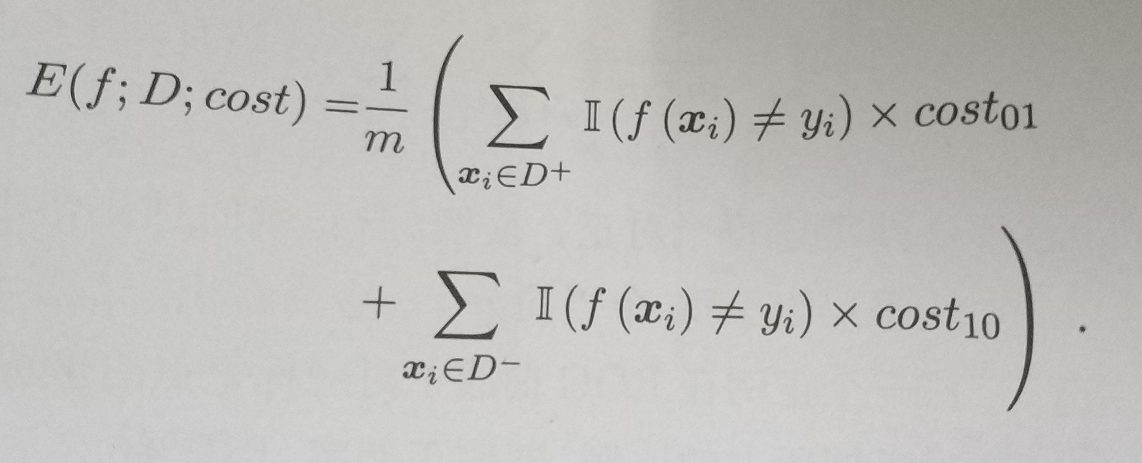 E(f; D; cost) = \frac{1}{m} \left( \sum_{\boldsymbol{x}_i \in D^+} \mathbb{I}(f(\boldsymbol{x}_i) \neq y_i) \times cost_{01}
+ \sum_{\boldsymbol{x}_i \in D^-} \mathbb{I}(f(\boldsymbol{x}_i) \neq y_i) \times cost_{10} \right) .